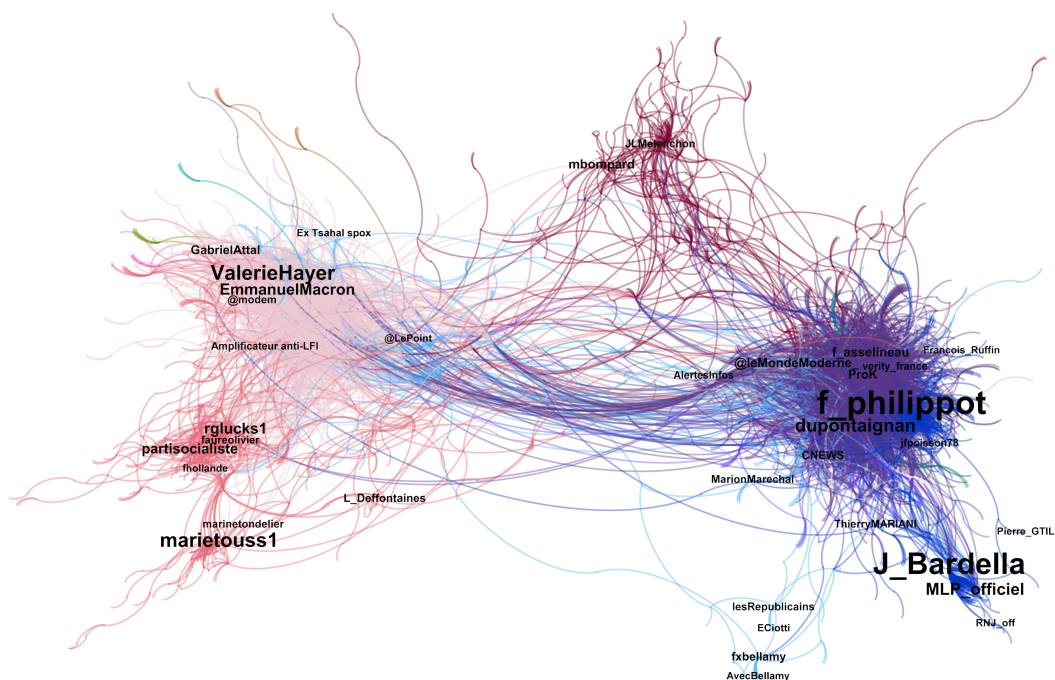 JLMelenchon
mbompard
Ex Tsahal spox
GabrielAttal
ValerieHayer
EmmanuelMacron
@modem
@LePoint
Amplificateur anti-LFI
f_asselineau
Francois_Ruffin
@leMondeModerne_
verity_france
AlertesInfos
ProK
f_philippot
dupontaignan
rglucks1
faureolivier
jfpoisson78
partisocialiste
CNEWS
fhollande
MarionMarechal
L_Deffontaines
marinetondelier
ThierryMARIANI
Pierre_GTIL
marietouss1
J_Bardella
MLP_officiel
lesRepublicains
RNJ_off
ECiotti
fxbellamy
AvecBellamy